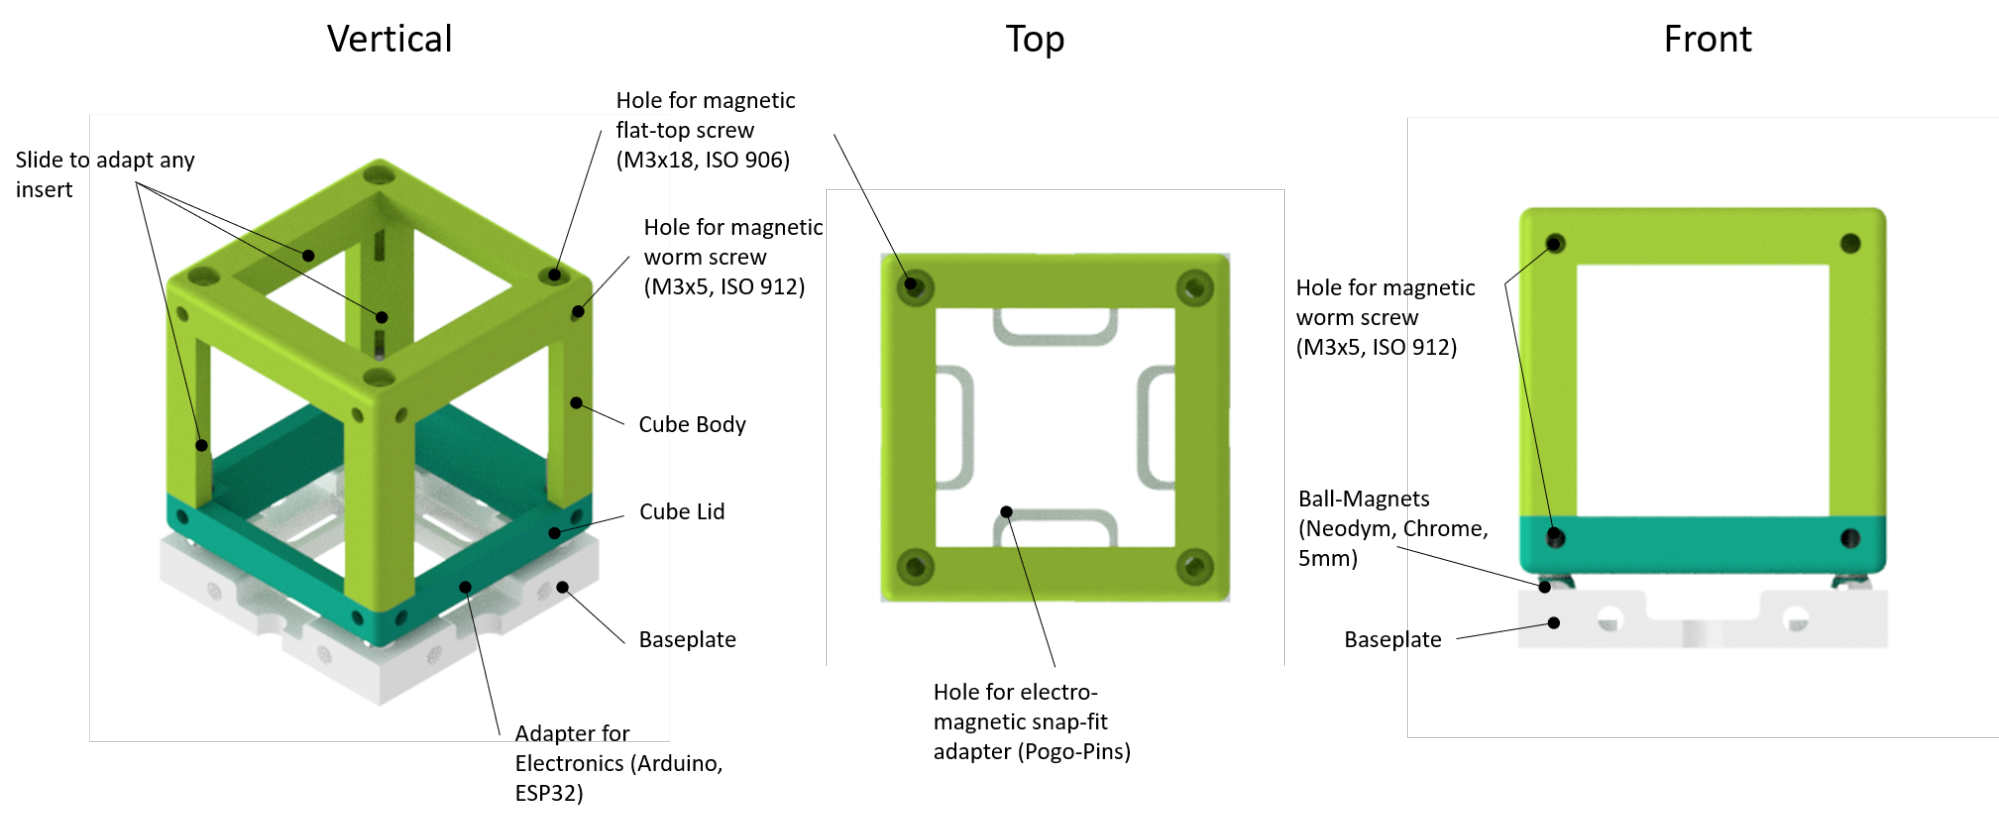 Vertical
Top
Front
Slide to adapt any
insert
Hole for magnetic
flat-top screw
(M3x18, ISO 906)
Hole for magnetic
worm screw
(M3x5, ISO 912)
Cube Body
Cube Lid
Baseplate
Adapter for
Electronics (Arduino,
ESP32)
Hole for electro-
magnetic snap-fit
adapter (Pogo-Pins)
Hole for magnetic
worm screw
(M3x5, ISO 912)
Ball-Magnets
(Neodym, Chrome,
5mm)
Baseplate